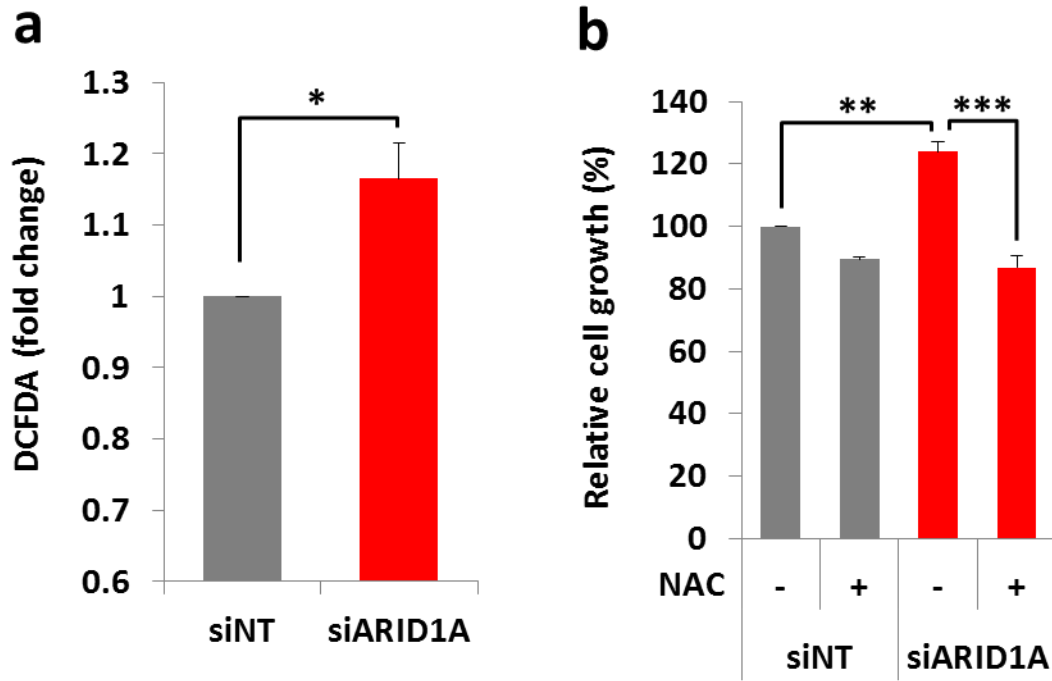 a
DCFDA (fold change)
1.3
1.2
1.1
1
0.9
0.8
0.7
0.6
*
siNT siARID1A
b
Relative cell growth (%)
140
120
100
80
60
40
20
0
** ***
NAC - + - +
siNT siARID1A